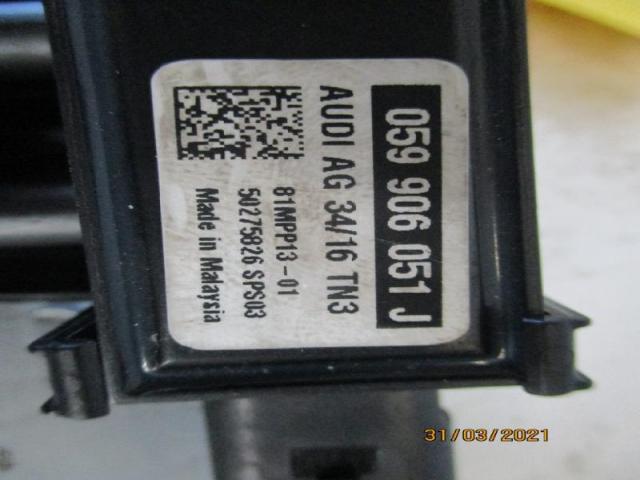 059 906 051 J
AUDI AG 34/16 TN3
81MPP13-01
50275826 SPS03
Made in Malaysia
31/03/2021